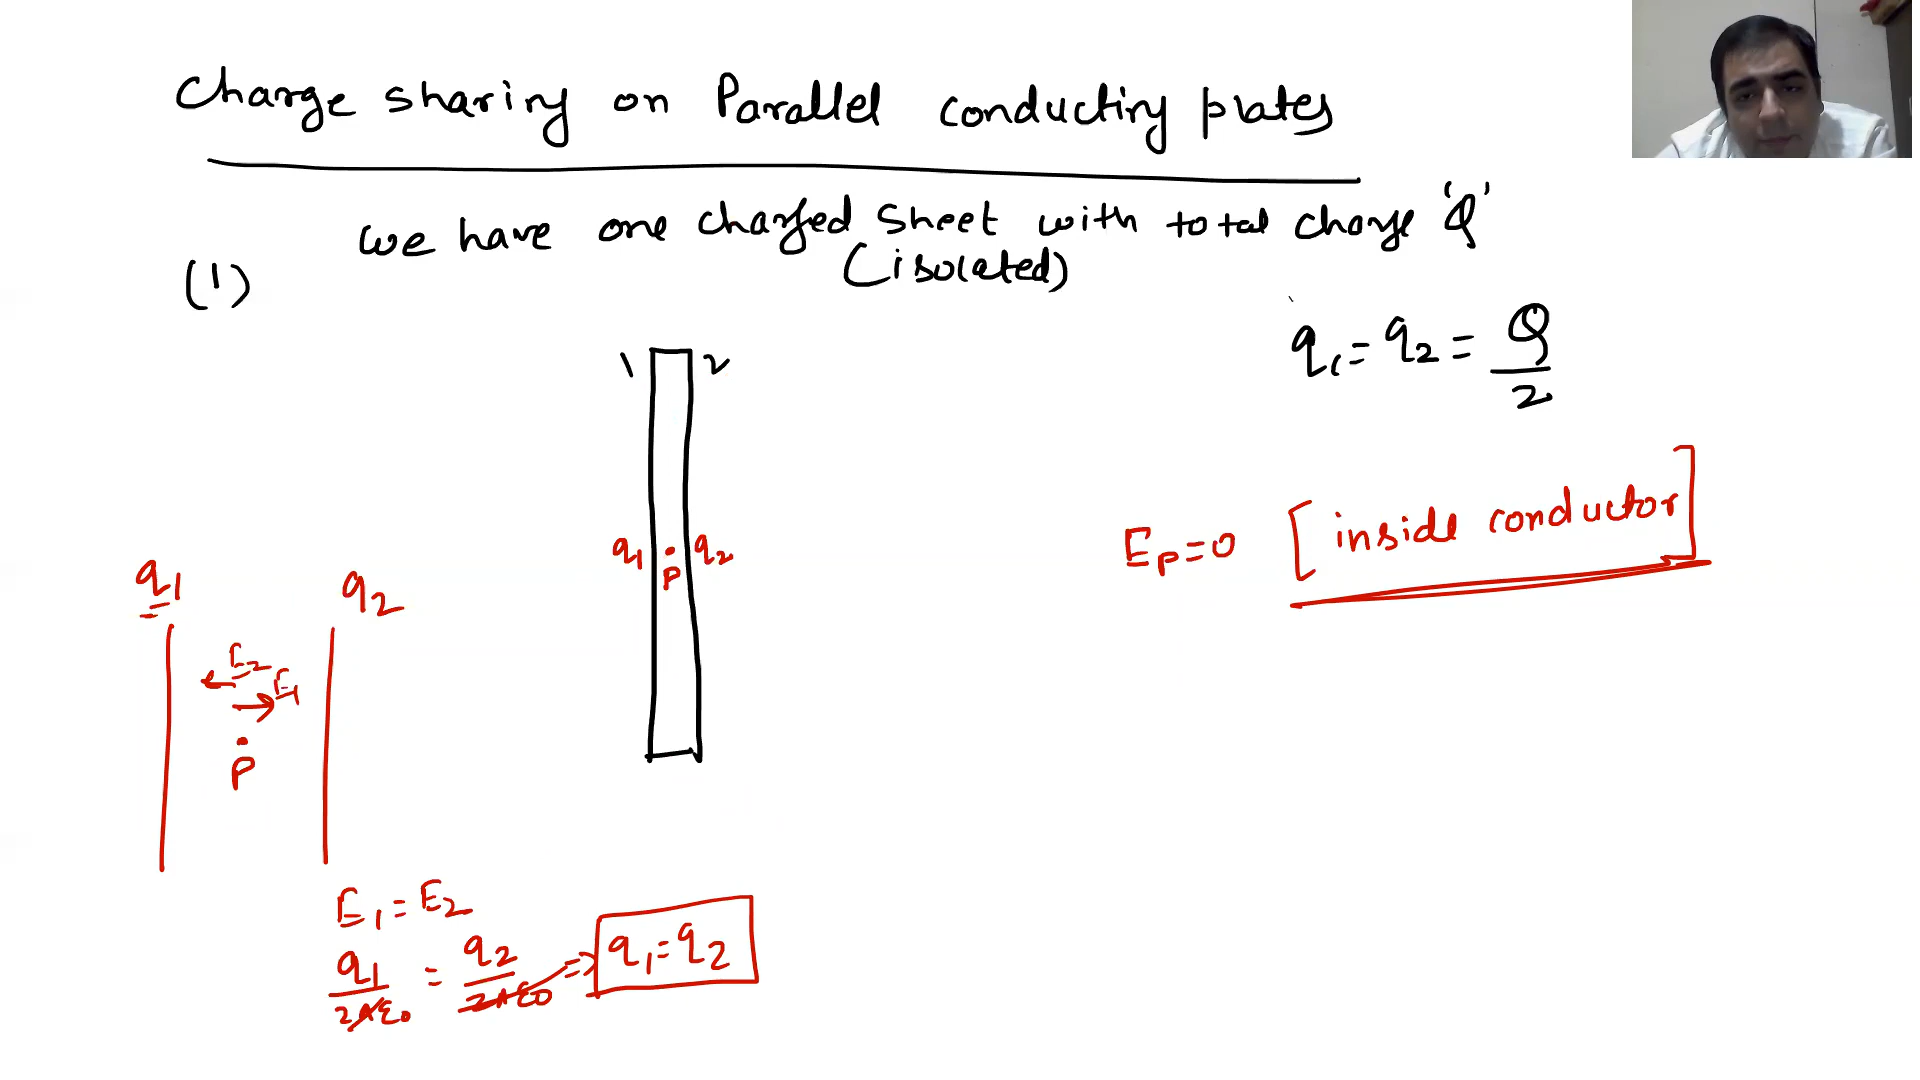 Charge sharing on Parallel conducting plates
we have one charged sheet with total charge 'Q'
(isolated)
(1)
q1 = q2 = Q/2
1 2
q1 P q2
EP = 0 [inside conductor]
q1 q2
E2
E1
P
E1 = E2
q1/2Aε0 = q2/2Aε0 ⇒ q1 = q2